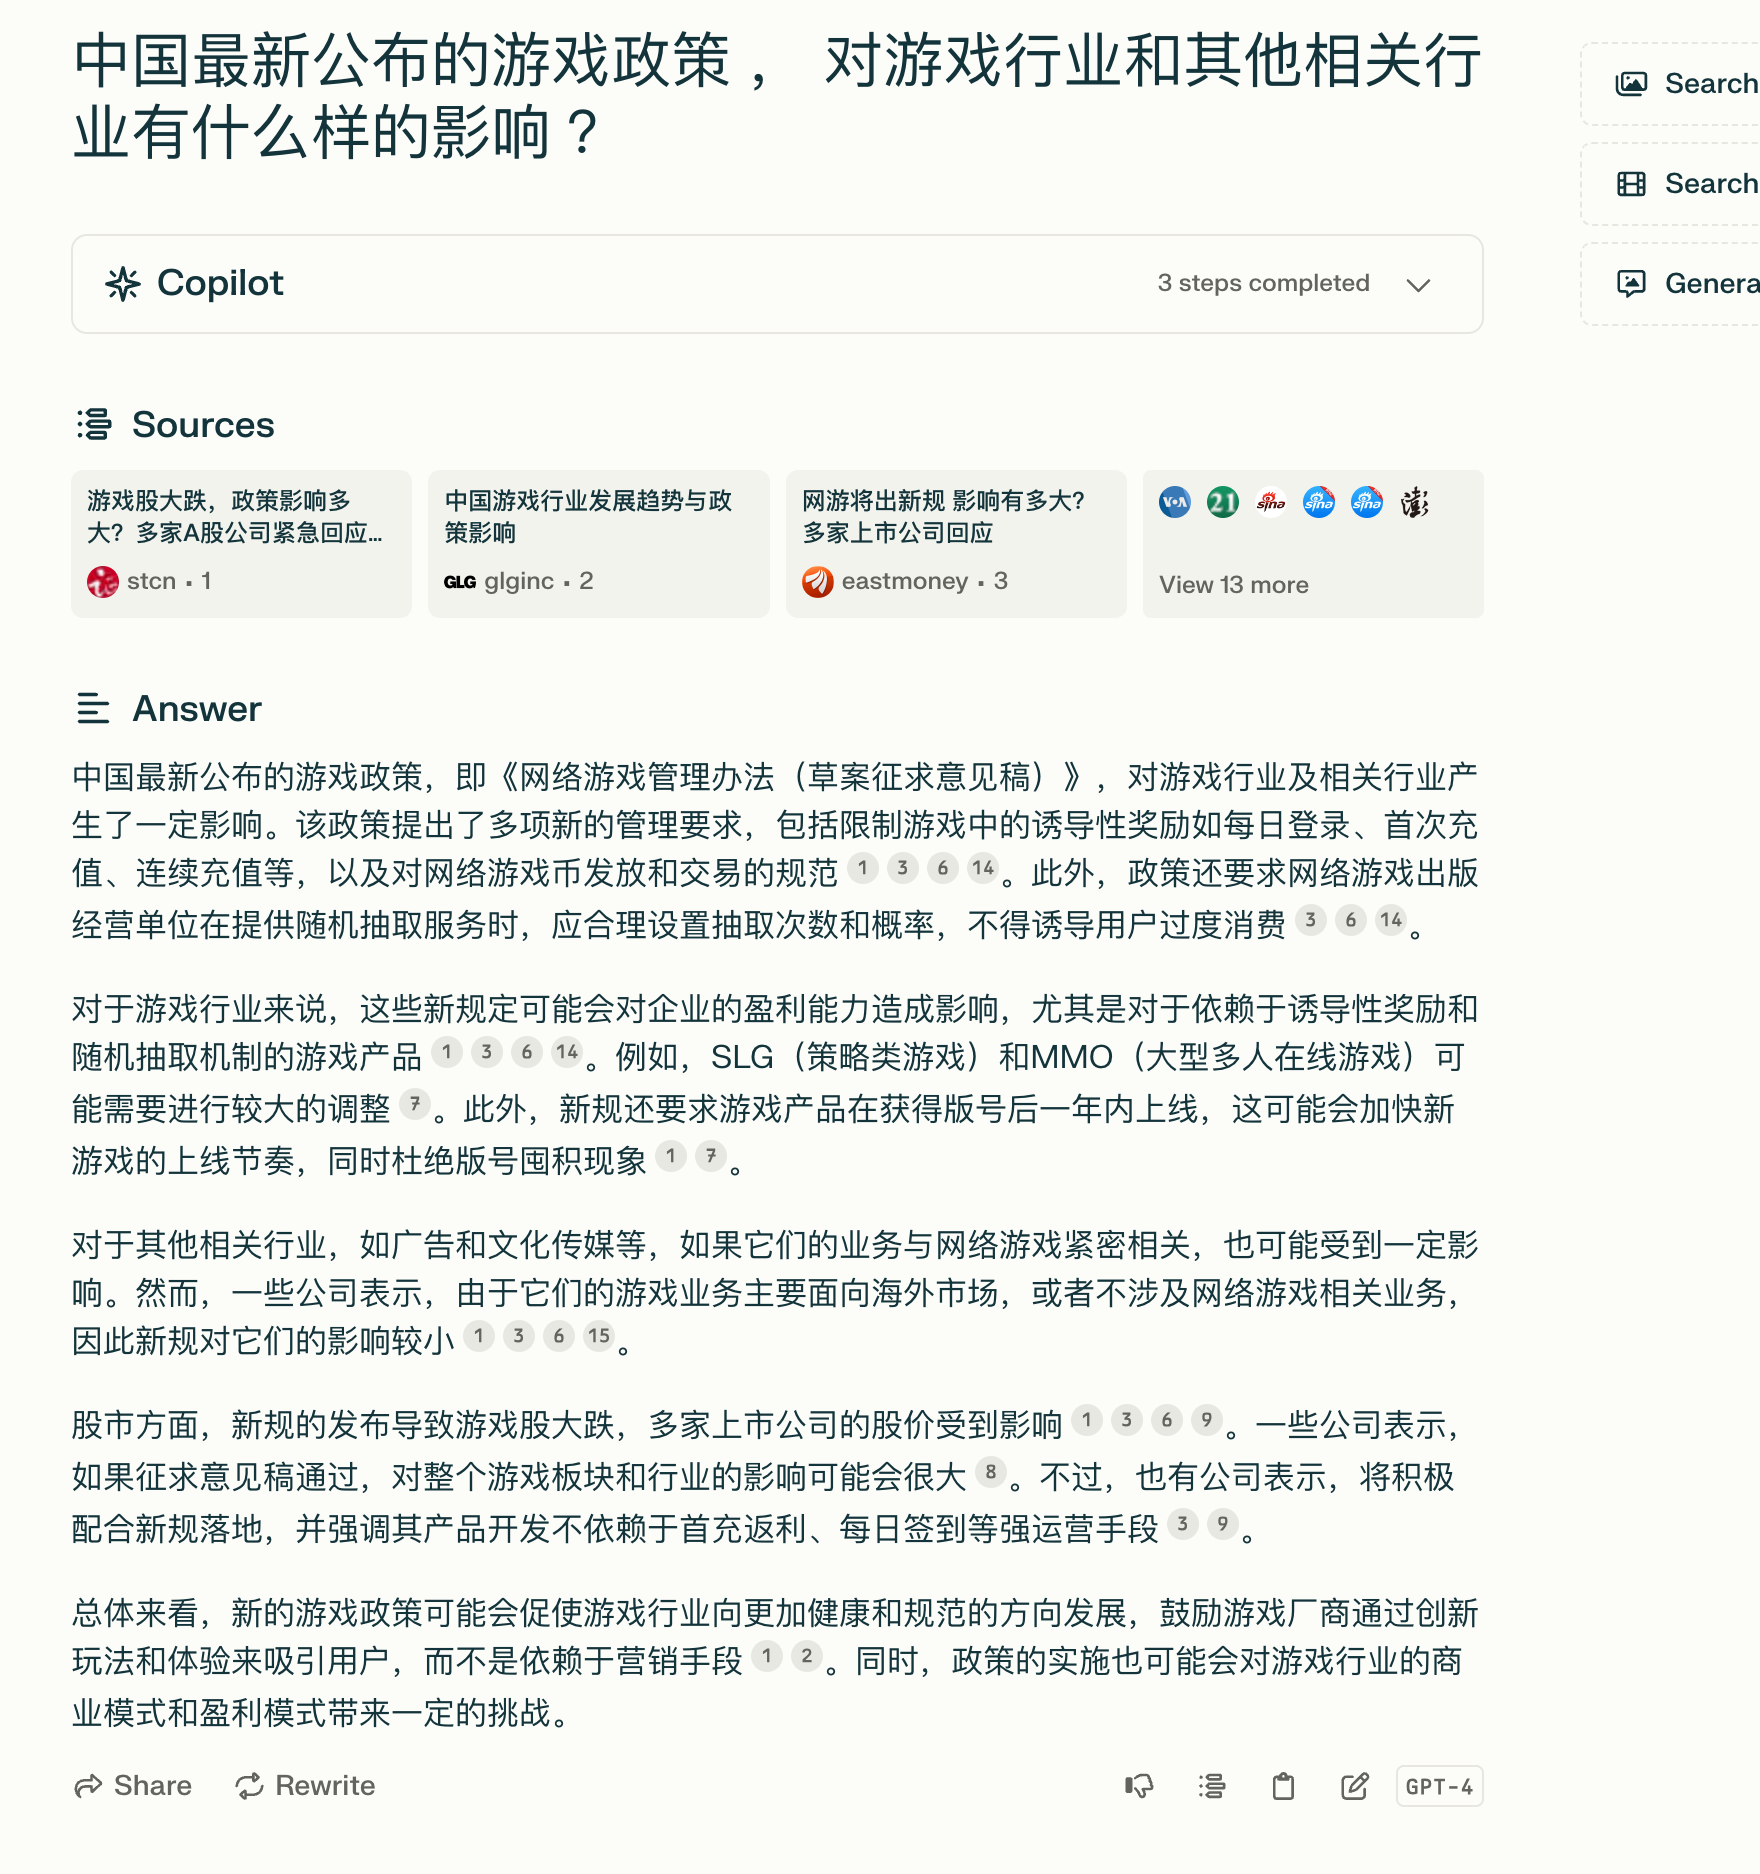 中国最新公布的游戏政策， 对游戏行业和其他相关行
业有什么样的影响？
Search
Search
Genera
Copilot
3 steps completed
Sources
游戏股大跌，政策影响多
大？多家A股公司紧急回应...
stcn · 1
中国游戏行业发展趋势与政
策影响
GLG glginc · 2
网游将出新规 影响有多大？
多家上市公司回应
eastmoney · 3
VOA 21 sina sina sina 澎
View 13 more
Answer
中国最新公布的游戏政策，即《网络游戏管理办法（草案征求意见稿）》，对游戏行业及相关行业产
生了一定影响。该政策提出了多项新的管理要求，包括限制游戏中的诱导性奖励如每日登录、首次充
值、连续充值等，以及对网络游戏币发放和交易的规范 1 3 6 14 。此外，政策还要求网络游戏出版
经营单位在提供随机抽取服务时，应合理设置抽取次数和概率，不得诱导用户过度消费 3 6 14 。
对于游戏行业来说，这些新规定可能会对企业的盈利能力造成影响，尤其是对于依赖于诱导性奖励和
随机抽取机制的游戏产品 1 3 6 14 。例如，SLG（策略类游戏）和MMO（大型多人在线游戏）可
能需要进行较大的调整 7 。此外，新规还要求游戏产品在获得版号后一年内上线，这可能会加快新
游戏的上线节奏，同时杜绝版号囤积现象 1 7 。
对于其他相关行业，如广告和文化传媒等，如果它们的业务与网络游戏紧密相关，也可能受到一定影
响。然而，一些公司表示，由于它们的游戏业务主要面向海外市场，或者不涉及网络游戏相关业务，
因此新规对它们的影响较小 1 3 6 15 。
股市方面，新规的发布导致游戏股大跌，多家上市公司的股价受到影响 1 3 6 9 。一些公司表示，
如果征求意见稿通过，对整个游戏板块和行业的影响可能会很大 8 。不过，也有公司表示，将积极
配合新规落地，并强调其产品开发不依赖于首充返利、每日签到等强运营手段 3 9 。
总体来看，新的游戏政策可能会促使游戏行业向更加健康和规范的方向发展，鼓励游戏厂商通过创新
玩法和体验来吸引用户，而不是依赖于营销手段 1 2 。同时，政策的实施也可能会对游戏行业的商
业模式和盈利模式带来一定的挑战。
Share
Rewrite
GPT-4